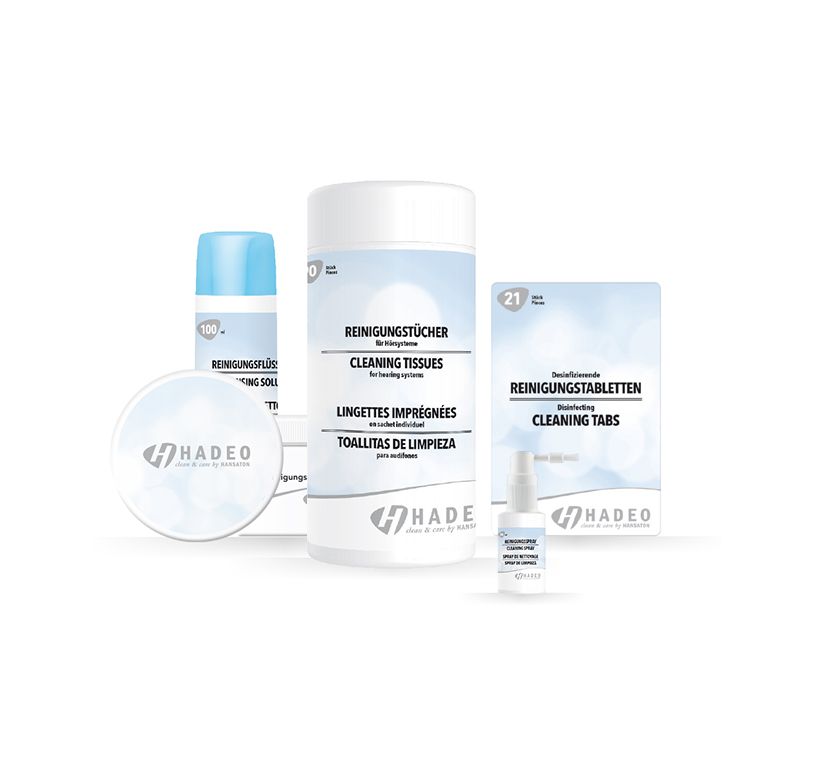 100 ml
REINIGUNGSFLÜSS
SING SOLU
HADEO
clean & care by HANSATON
nigungs
0 Stück
Pieces
REINIGUNGSTÜCHER
für Hörsysteme
CLEANING TISSUES
for hearing systems
LINGETTES IMPRÉGNÉES
en sachet individuel
TOALLITAS DE LIMPIEZA
para audífonos
HADEO
clean & care by HANSATON
21 Stück
Pieces
Desinfizierende
REINIGUNGSTABLETTEN
Disinfecting
CLEANING TABS
HADEO
clean & care by HANSATON
REINIGUNGSSPRAY
CLEANING SPRAY
SPRAY DE NETTOYAGE
SPRAY DE LIMPIEZA
HADEO